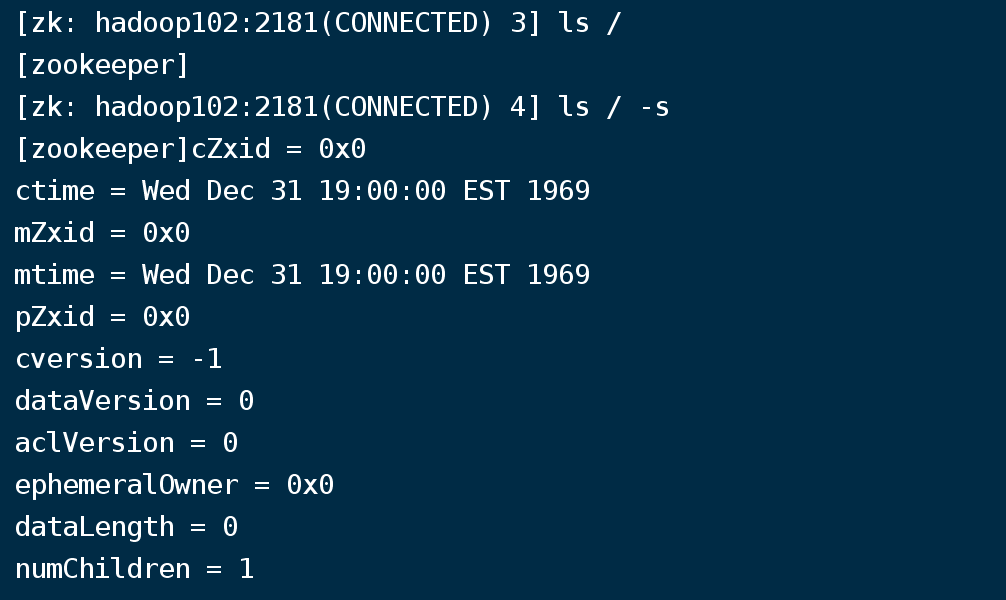 [zk: hadoop102:2181(CONNECTED) 3] ls /
[zookeeper]
[zk: hadoop102:2181(CONNECTED) 4] ls / -s
[zookeeper]cZxid = 0x0
ctime = Wed Dec 31 19:00:00 EST 1969
mZxid = 0x0
mtime = Wed Dec 31 19:00:00 EST 1969
pZxid = 0x0
cversion = -1
dataVersion = 0
aclVersion = 0
ephemeralOwner = 0x0
dataLength = 0
numChildren = 1